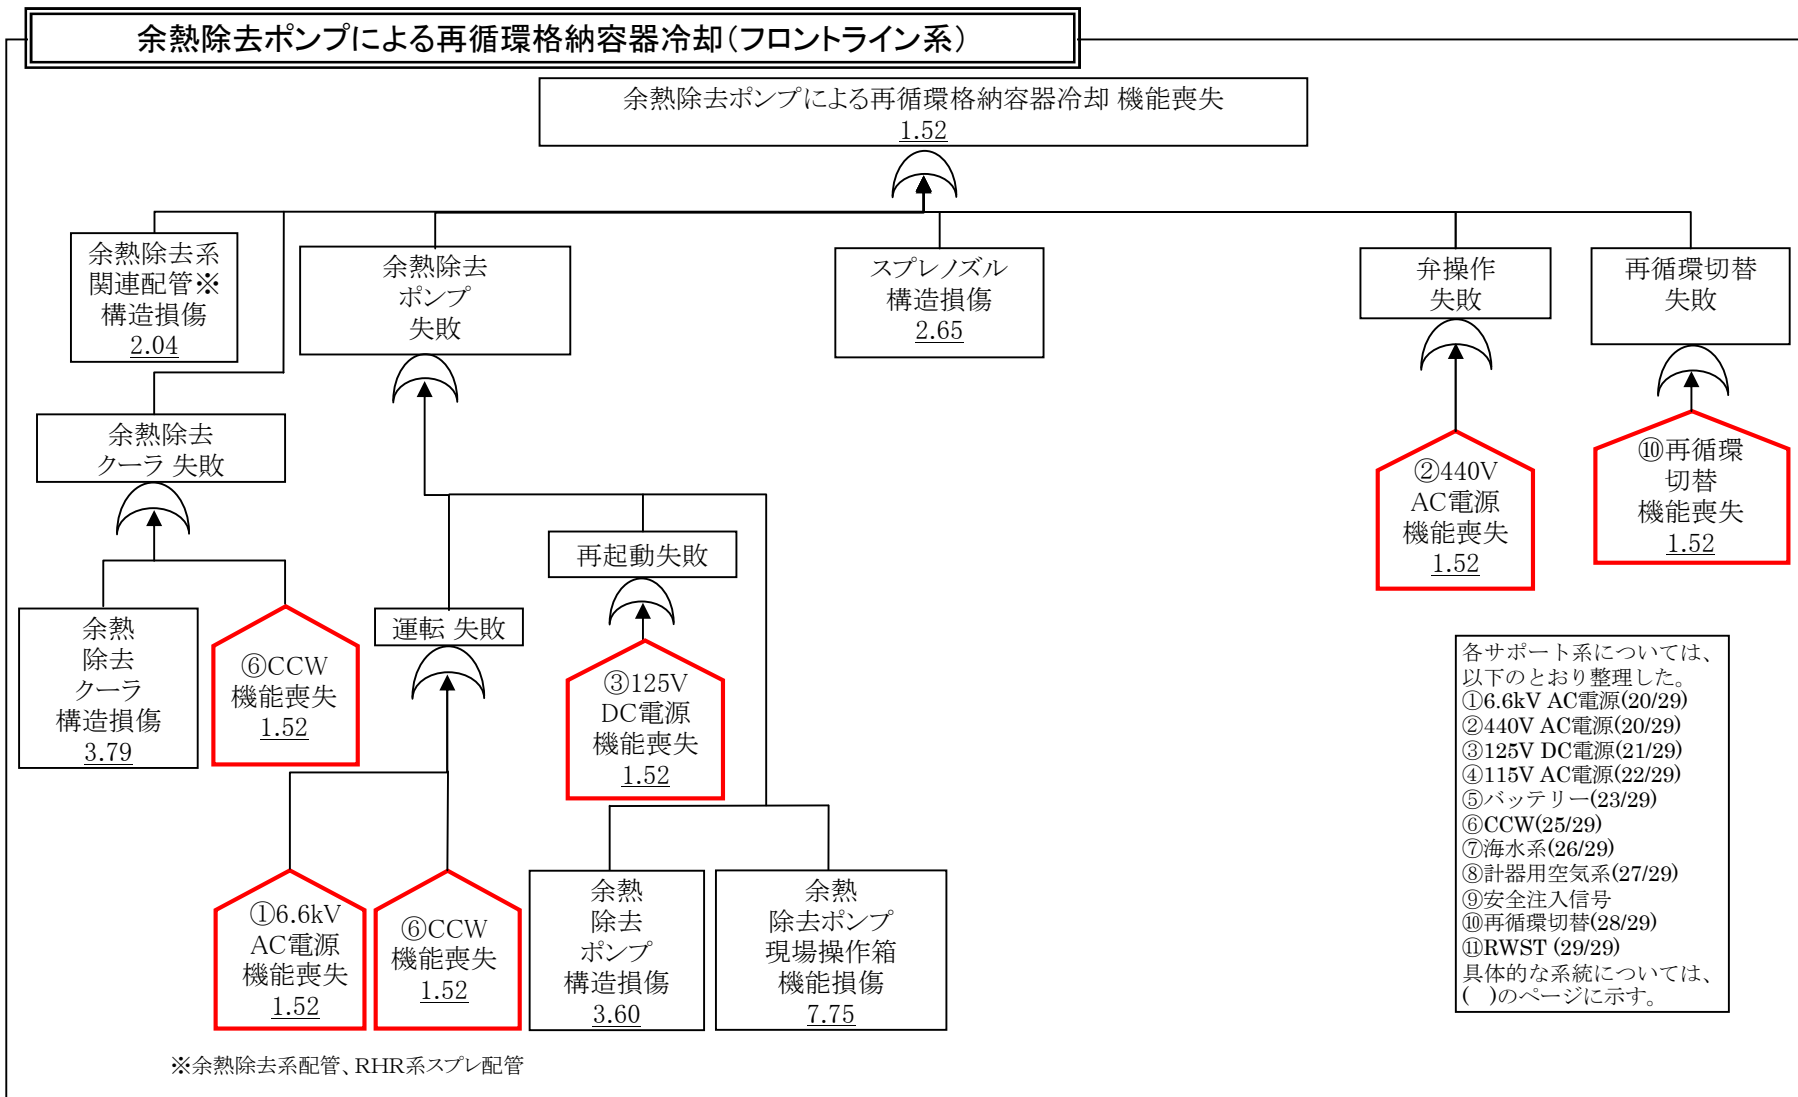 余熱除去ポンプによる再循環格納容器冷却(フロントライン系)
余熱除去ポンプによる再循環格納容器冷却 機能喪失
1.52
余熱除去系
関連配管※
構造損傷
2.04
余熱除去
ポンプ
失敗
スプレノズル
構造損傷
2.65
弁操作
失敗
再循環切替
失敗
余熱除去
クーラ 失敗
②440V
AC電源
機能喪失
1.52
⑩再循環
切替
機能喪失
1.52
再起動失敗
運転 失敗
余熱
除去
クーラ
構造損傷
3.79
⑥CCW
機能喪失
1.52
③125V
DC電源
機能喪失
1.52
①6.6kV
AC電源
機能喪失
1.52
⑥CCW
機能喪失
1.52
余熱
除去
ポンプ
構造損傷
3.60
余熱
除去ポンプ
現場操作箱
機能損傷
7.75
各サポート系については、
以下のとおり整理した。
①6.6kV AC電源(20/29)
②440V AC電源(20/29)
③125V DC電源(21/29)
④115V AC電源(22/29)
⑤バッテリー(23/29)
⑥CCW(25/29)
⑦海水系(26/29)
⑧計器用空気系(27/29)
⑨安全注入信号
⑩再循環切替(28/29)
⑪RWST (29/29)
具体的な系統については、
( )のページに示す。
※余熱除去系配管、RHR系スプレ配管